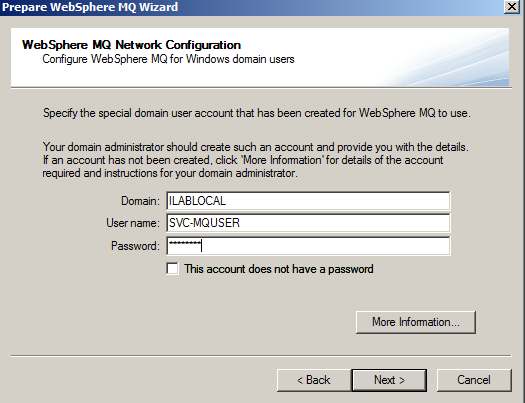 Prepare WebSphere MQ Wizard
WebSphere MQ Network Configuration
Configure WebSphere MQ for Windows domain users
Specify the special domain user account that has been created for WebSphere MQ to use.
Your domain administrator should create such an account and provide you with the details.
If an account has not been created, click 'More Information' for details of the account
required and instructions for your domain administrator.
Domain: ILABLOCAL
User name: SVC-MQUSER
Password: ********
This account does not have a password
More Information...
< Back Next > Cancel